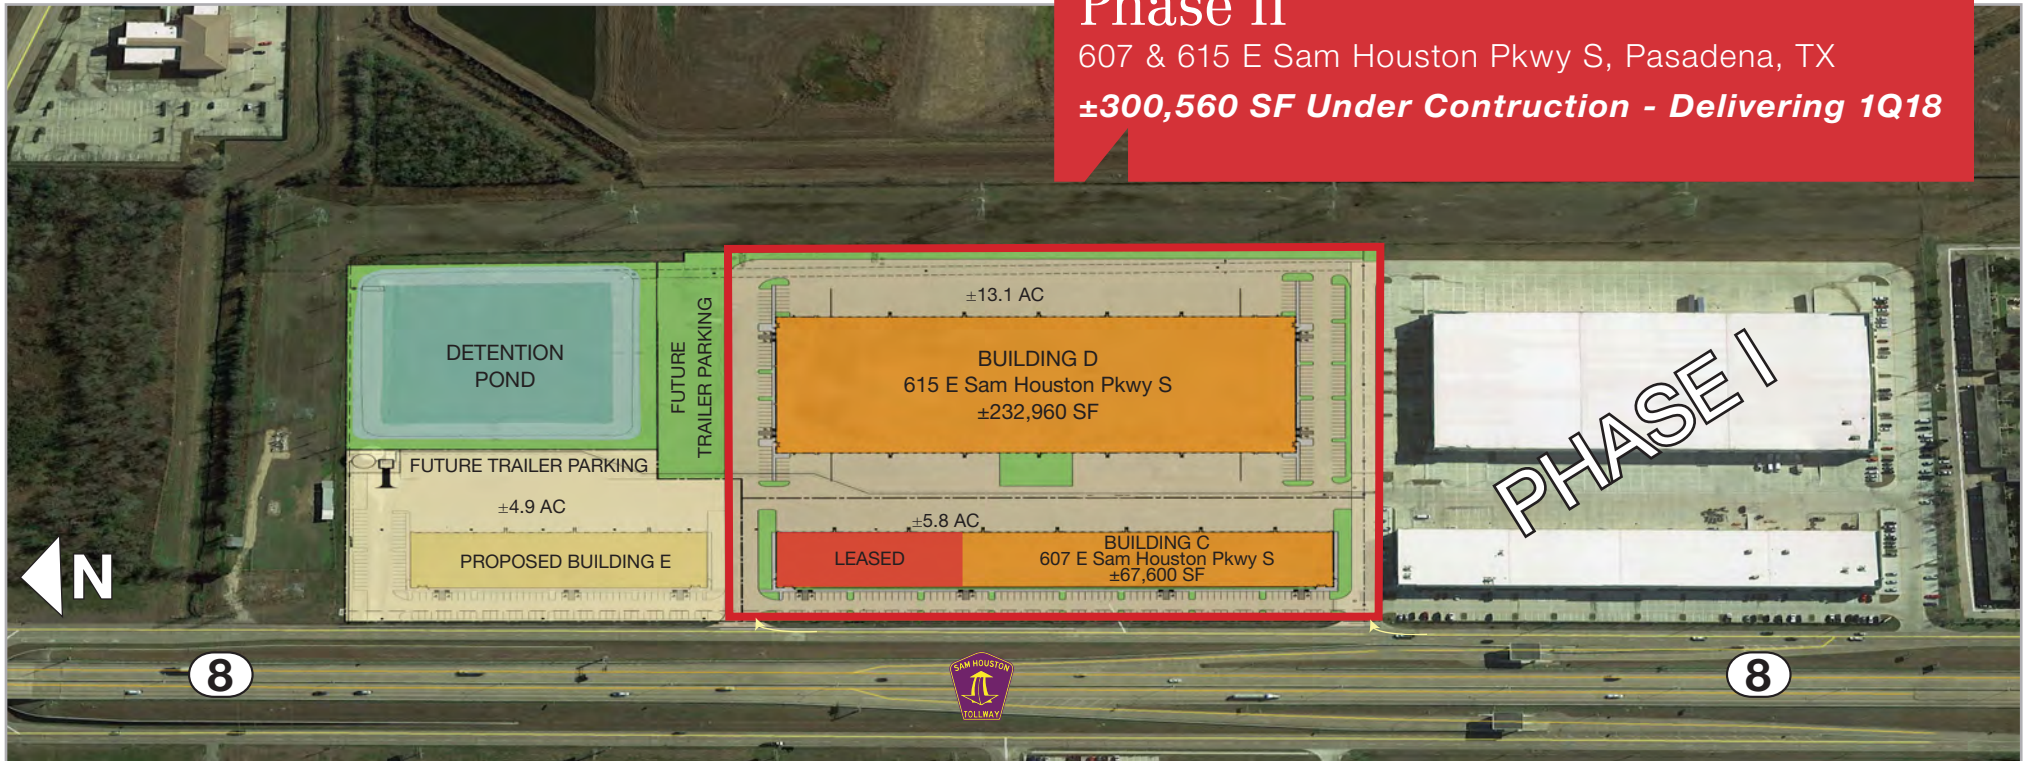 Phase II
607 & 615 E Sam Houston Pkwy S, Pasadena, TX
±300,560 SF Under Contruction - Delivering 1Q18
±13.1 AC
BUILDING D
615 E Sam Houston Pkwy S
±232,960 SF
DETENTION
POND
FUTURE
TRAILER PARKING
FUTURE TRAILER PARKING
±4.9 AC
PROPOSED BUILDING E
±5.8 AC
LEASED
BUILDING C
607 E Sam Houston Pkwy S
±67,600 SF
PHASE I
N
8
SAM HOUSTON
TOLLWAY
8